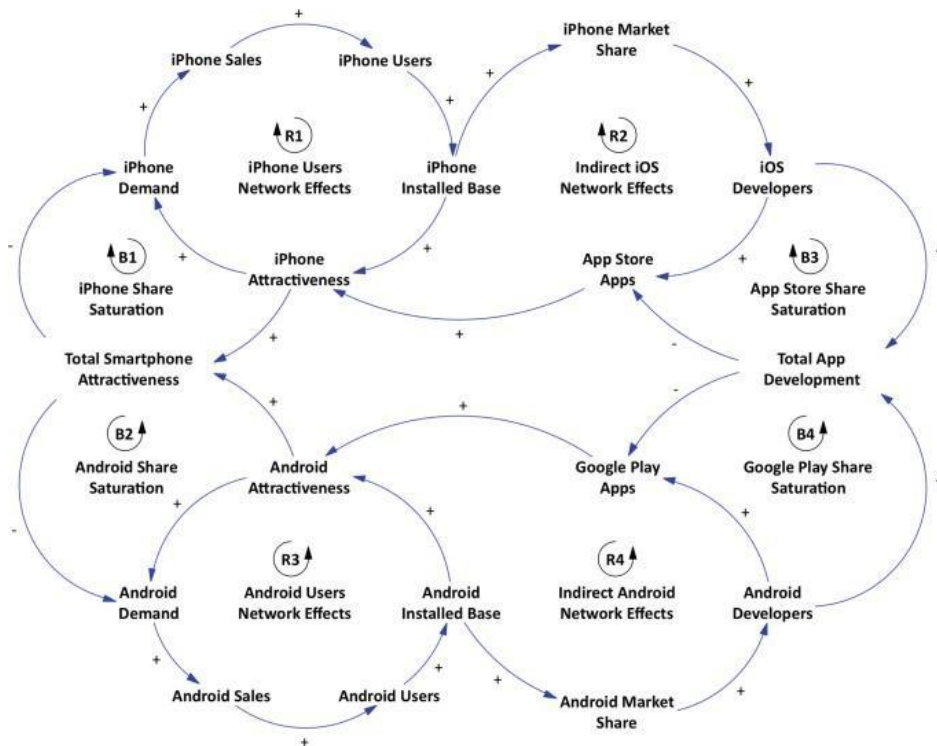 +
iPhone Market
Share
iPhone Sales
iPhone Users
+
+
+
+
R1
R2
iPhone
Demand
iPhone Users
Network Effects
iPhone
Installed Base
Indirect iOS
Network Effects
iOS
Developers
-
+
+
+
B1
iPhone
Attractiveness
App Store
Apps
B3
iPhone Share
Saturation
App Store Share
Saturation
+
+
-
Total Smartphone
Attractiveness
Total App
Development
+
+
-
B2
B4
Android Share
Saturation
Android
Attractiveness
Google Play
Apps
Google Play Share
Saturation
+
+
+
-
R3
R4
Android
Demand
Android Users
Network Effects
Android
Installed Base
Indirect Android
Network Effects
Android
Developers
+
+
+
+
Android Sales
Android Users
Android Market
Share
+